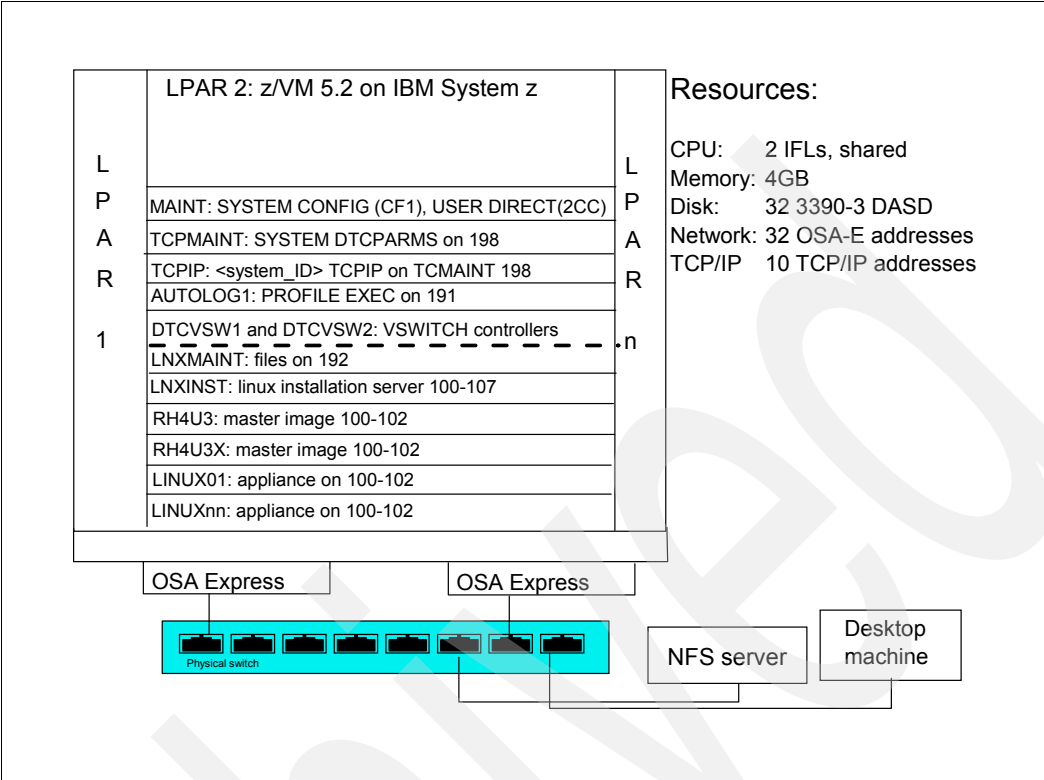 LPAR 2: z/VM 5.2 on IBM System z
L
P
A
R
1
MAINT: SYSTEM CONFIG (CF1), USER DIRECT(2CC)
TCPMAINT: SYSTEM DTCPARMS on 198
TCPIP: <system_ID> TCPIP on TCMAINT 198
AUTOLOG1: PROFILE EXEC on 191
DTCVSW1 and DTCVSW2: VSWITCH controllers
LNXMAINT: files on 192
LNXINST: linux installation server 100-107
RH4U3: master image 100-102
RH4U3X: master image 100-102
LINUX01: appliance on 100-102
LINUXnn: appliance on 100-102
L
P
A
R
n
Resources:
CPU: 2 IFLs, shared
Memory: 4GB
Disk: 32 3390-3 DASD
Network: 32 OSA-E addresses
TCP/IP 10 TCP/IP addresses
OSA Express
OSA Express
Physical switch
NFS server
Desktop
machine